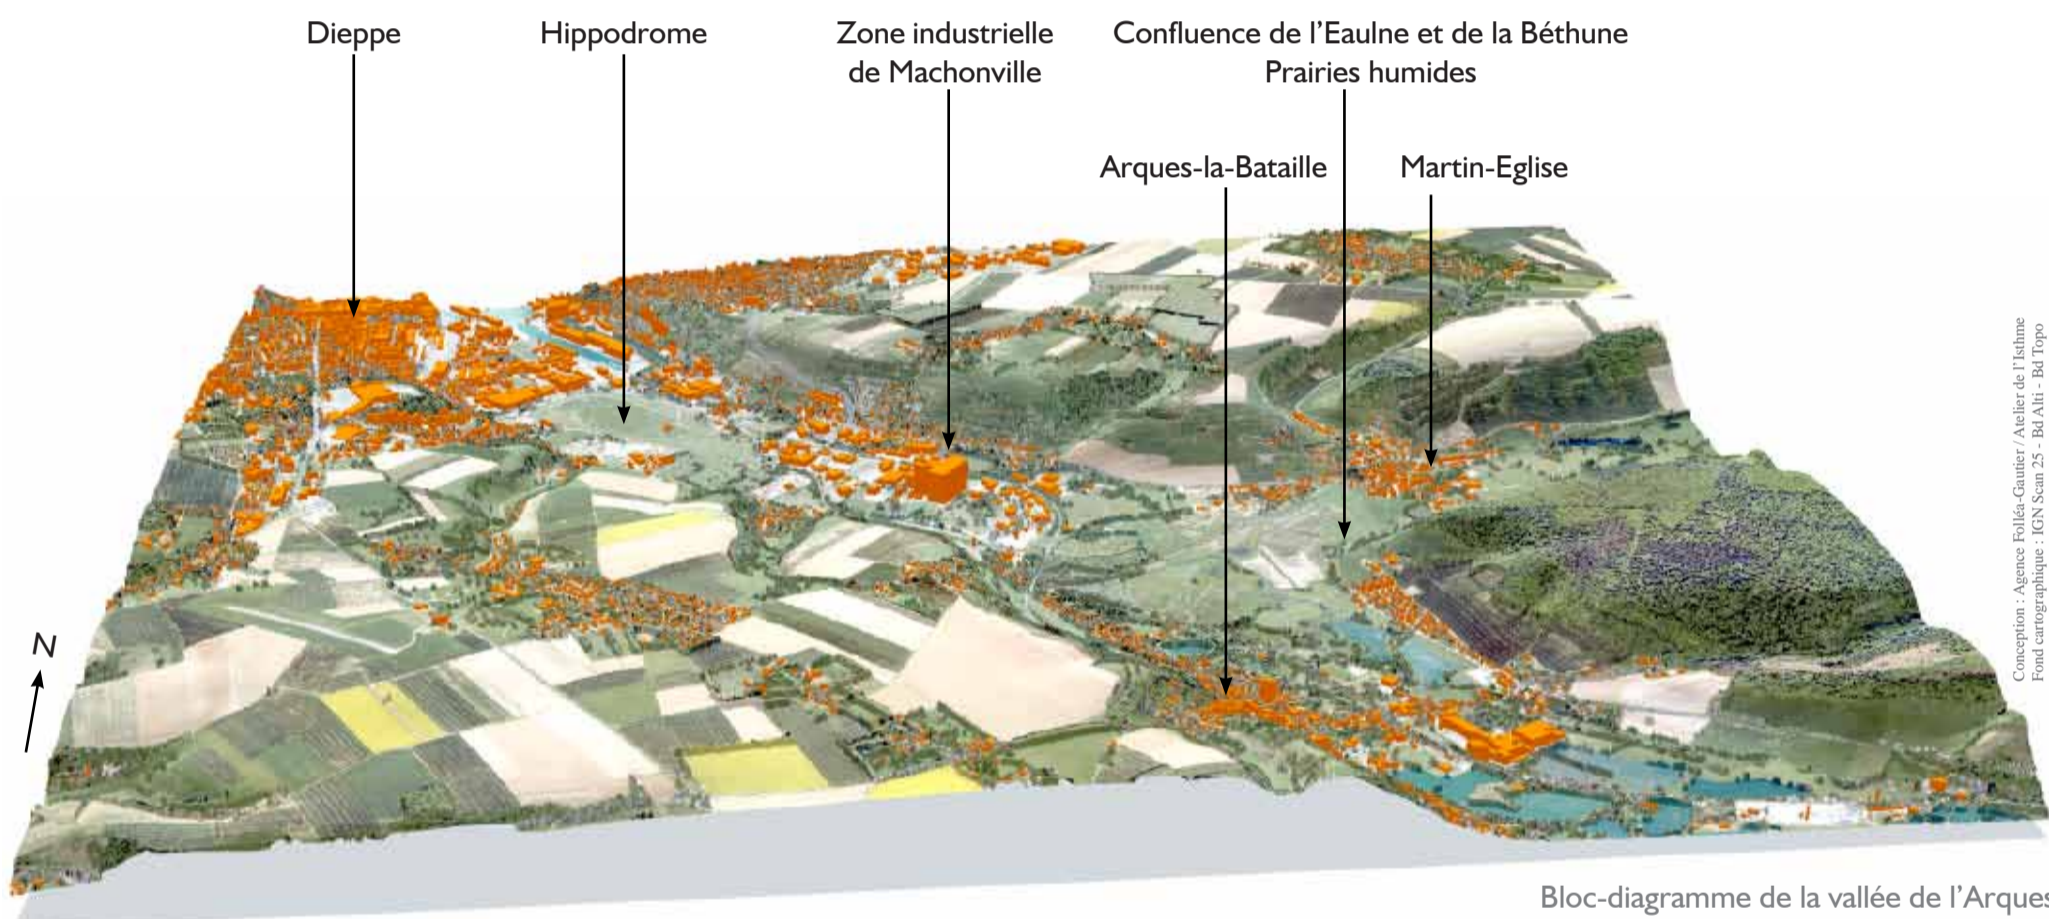 Dieppe
Hippodrome
Zone industrielle
de Machonville
Confluence de l'Eaulne et de la Béthune
Prairies humides
Arques-la-Bataille
Martin-Eglise
N
Conception : Agence Folléa-Gautier / Atelier de l'Isthme
Fond cartographique : IGN Scan 25 - Bd Alti - Bd Topo
Bloc-diagramme de la vallée de l'Arques